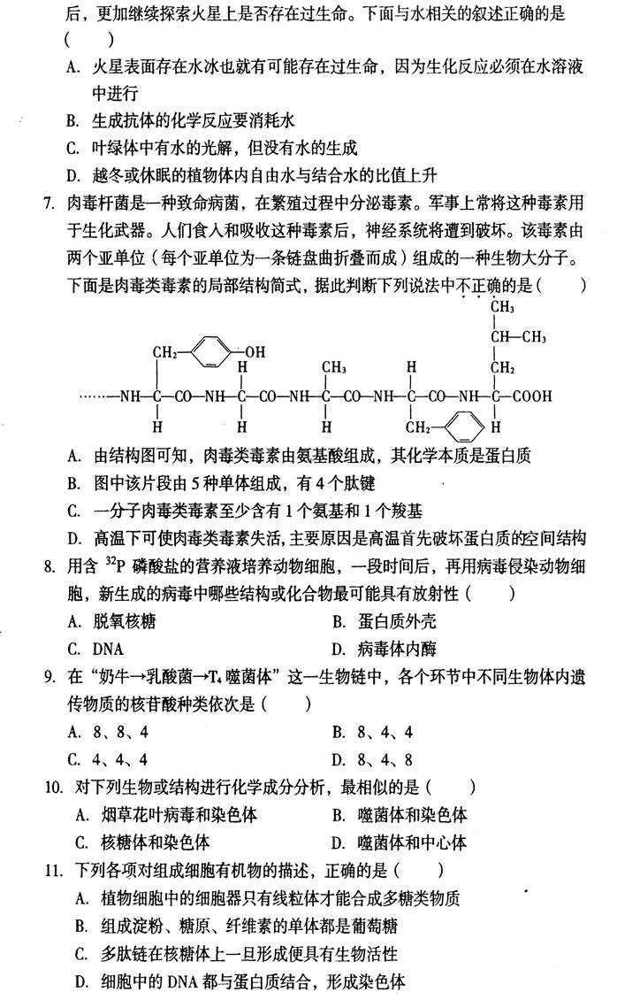 后，更加继续探索火星上是否存在过生命。下面与水相关的叙述正确的是
(　　)
A. 火星表面存在水冰也就有可能存在过生命，因为生化反应必须在水溶液
中进行
B. 生成抗体的化学反应要消耗水
C. 叶绿体中有水的光解，但没有水的生成
D. 越冬或休眠的植物体内自由水与结合水的比值上升
7. 肉毒杆菌是一种致命病菌，在繁殖过程中分泌毒素。军事上常将这种毒素用
于生化武器。人们食入和吸收这种毒素后，神经系统将遭到破坏。该毒素由
两个亚单位（每个亚单位为一条链盘曲折叠而成）组成的一种生物大分子。
下面是肉毒类毒素的局部结构简式，据此判断下列说法中不正确的是(　　)
CH₃
CH—CH₃
CH₂—　—OH
H　CH₃　H　CH₂
……—NH—C—CO—NH—C—CO—NH—C—CO—NH—C—CO—NH—C—COOH
H　H　H　CH₂—　H
A. 由结构图可知，肉毒类毒素由氨基酸组成，其化学本质是蛋白质
B. 图中该片段由5种单体组成，有4个肽键
C. 一分子肉毒类毒素至少含有1个氨基和1个羧基
D. 高温下可使肉毒类毒素失活,主要原因是高温首先破坏蛋白质的空间结构
8. 用含 ³²P 磷酸盐的营养液培养动物细胞，一段时间后，再用病毒侵染动物细
胞，新生成的病毒中哪些结构或化合物最可能具有放射性(　　)
A. 脱氧核糖　B. 蛋白质外壳
C. DNA　D. 病毒体内酶
9. 在“奶牛→乳酸菌→T₄噬菌体”这一生物链中，各个环节中不同生物体内遗
传物质的核苷酸种类依次是(　　)
A. 8、8、4　B. 8、4、4
C. 4、4、4　D. 8、4、8
10. 对下列生物或结构进行化学成分分析，最相似的是(　　)
A. 烟草花叶病毒和染色体　B. 噬菌体和染色体
C. 核糖体和染色体　D. 噬菌体和中心体
11. 下列各项对组成细胞有机物的描述，正确的是(　　)
A. 植物细胞中的细胞器只有线粒体才能合成多糖类物质
B. 组成淀粉、糖原、纤维素的单体都是葡萄糖
C. 多肽链在核糖体上一旦形成便具有生物活性
D. 细胞中的 DNA 都与蛋白质结合，形成染色体